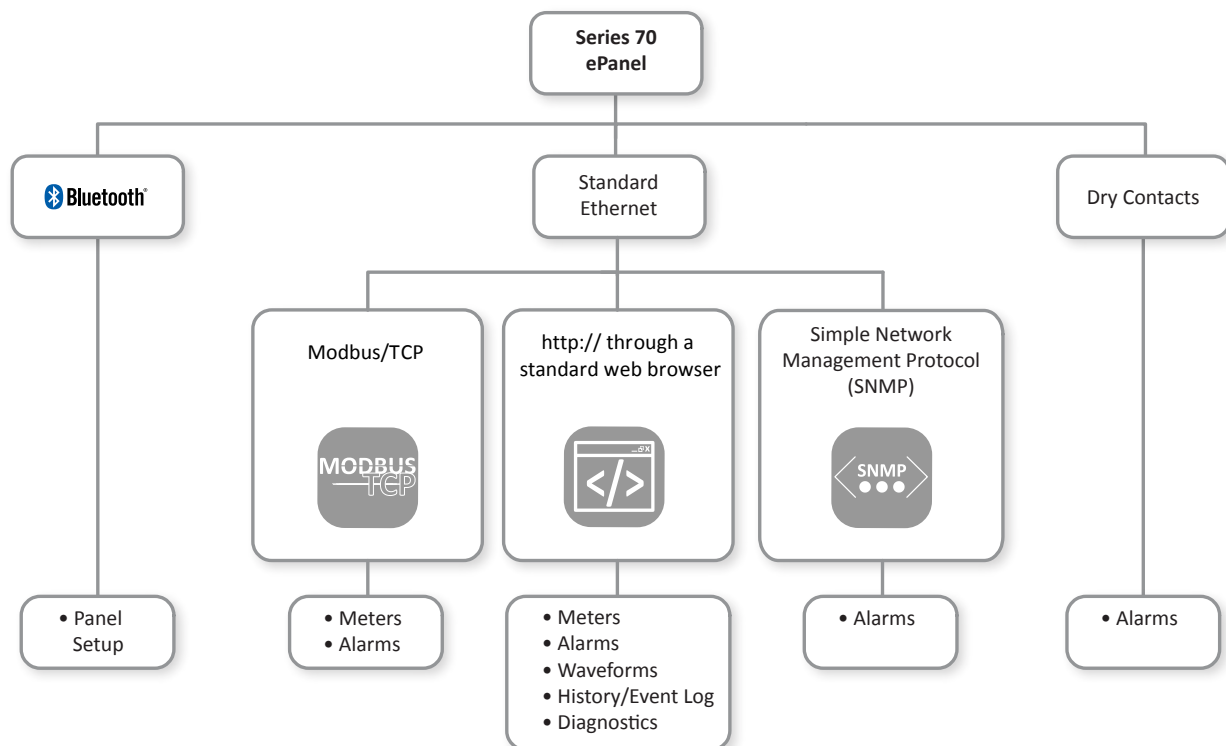 Series 70
ePanel
Bluetooth®
Standard
Ethernet
Dry Contacts
Modbus/TCP
MODBUS
TCP
http:// through a
standard web browser
</>
Simple Network
Management Protocol
(SNMP)
SNMP
• Panel
Setup
• Meters
• Alarms
• Meters
• Alarms
• Waveforms
• History/Event Log
• Diagnostics
• Alarms
• Alarms